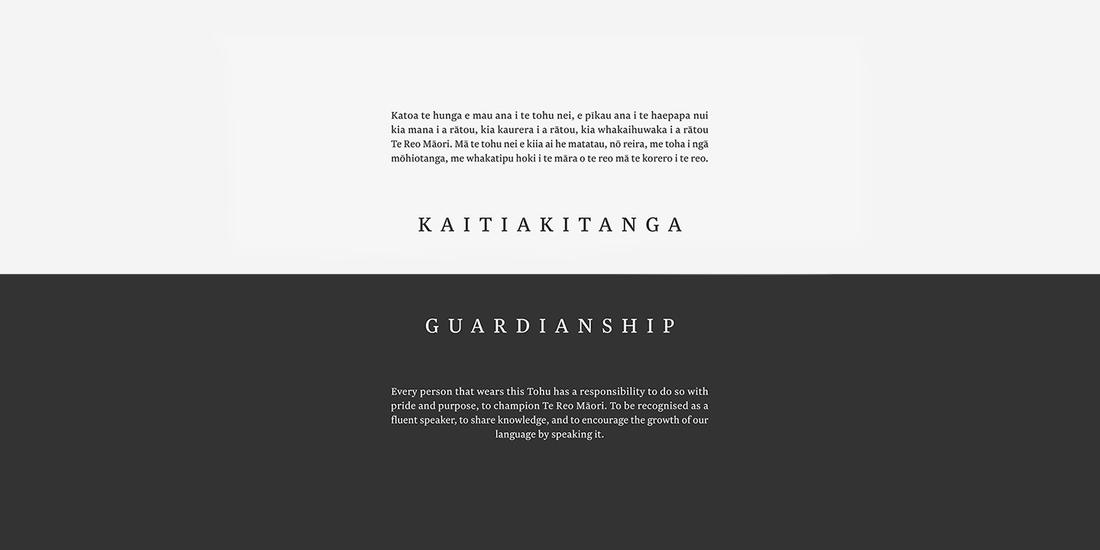 Katoa te hunga e mau ana i te tohu nei, e pīkau ana i te haepapa nui
kia mana i a rātou, kia kaurera i a rātou, kia whakaihuwaka i a rātou
Te Reo Māori. Mā te tohu nei e kiia ai he matatau, nō reira, me toha i ngā
mōhiotanga, me whakatipu hoki i te māra o te reo mā te korero i te reo.
KAITIAKITANGA
GUARDIANSHIP
Every person that wears this Tohu has a responsibility to do so with
pride and purpose, to champion Te Reo Māori. To be recognised as a
fluent speaker, to share knowledge, and to encourage the growth of our
language by speaking it.